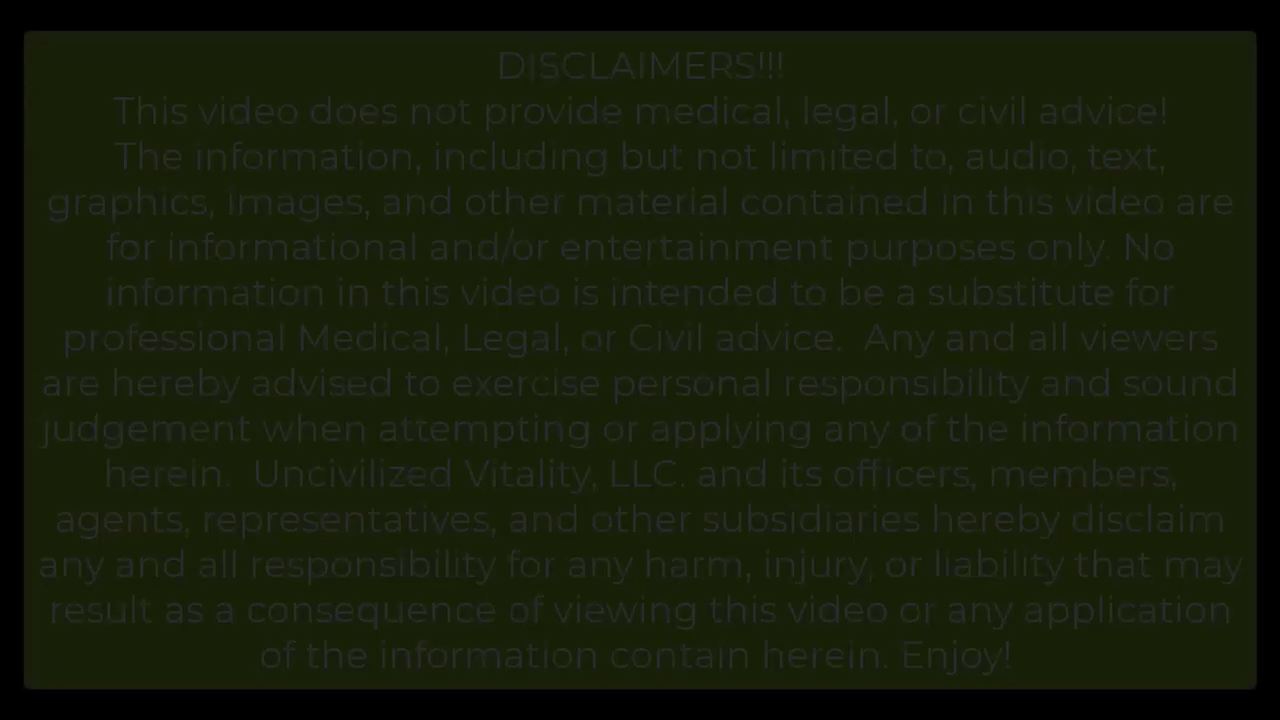 DISCLAIMERS!!!
This video does not provide medical, legal, or civil advice!
The information, including but not limited to, audio, text,
graphics, images, and other material contained in this video are
for informational and/or entertainment purposes only. No
information in this video is intended to be a substitute for
professional Medical, Legal, or Civil advice.  Any and all viewers
are hereby advised to exercise personal responsibility and sound
judgement when attempting or applying any of the information
herein.  Uncivilized Vitality, LLC. and its officers, members,
agents, representatives, and other subsidiaries hereby disclaim
any and all responsibility for any harm, injury, or liability that may
result as a consequence of viewing this video or any application
of the information contain herein. Enjoy!